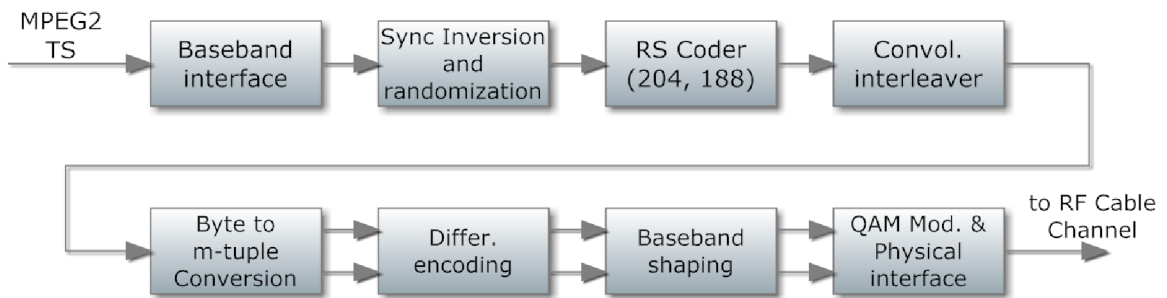 MPEG2
TS
Baseband
interface
Sync Inversion
and
randomization
RS Coder
(204, 188)
Convol.
interleaver
Byte to
m-tuple
Conversion
Differ.
encoding
Baseband
shaping
QAM Mod. &
Physical
interface
to RF Cable
Channel